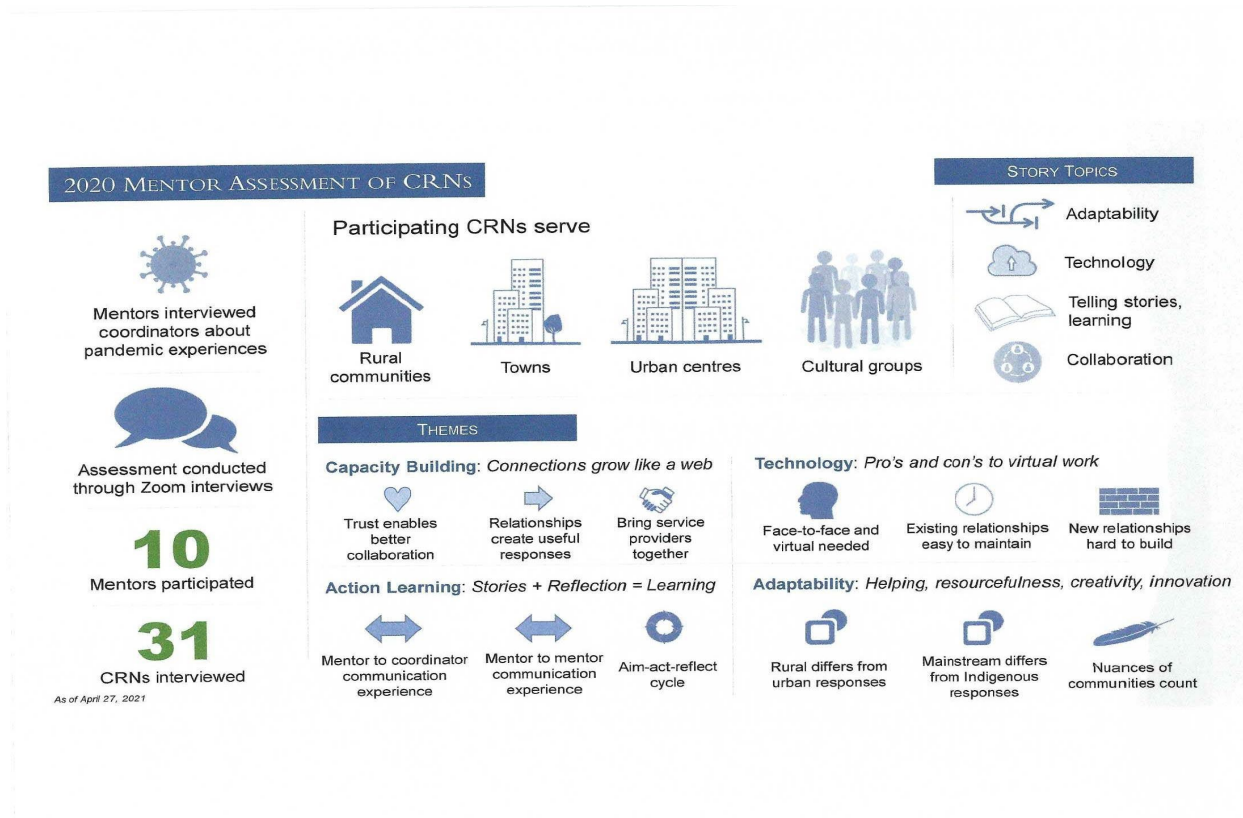 2020 MENTOR ASSESSMENT OF CRNS
Mentors interviewed
coordinators about
pandemic experiences
Assessment conducted
through Zoom interviews
10
Mentors participated
31
CRNs interviewed
As of April 27, 2021
Participating CRNs serve
Rural
communities
Towns
Urban centres
Cultural groups
STORY TOPICS
Adaptability
Technology
Telling stories,
learning
Collaboration
THEMES
Capacity Building: Connections grow like a web
Trust enables
better
collaboration
Relationships
create useful
responses
Bring service
providers
together
Technology: Pro's and con's to virtual work
Face-to-face and
virtual needed
Existing relationships
easy to maintain
New relationships
hard to build
Action Learning: Stories + Reflection = Learning
Mentor to coordinator
communication
experience
Mentor to mentor
communication
experience
Aim-act-reflect
cycle
Adaptability: Helping, resourcefulness, creativity, innovation
Rural differs from
urban responses
Mainstream differs
from Indigenous
responses
Nuances of
communities count